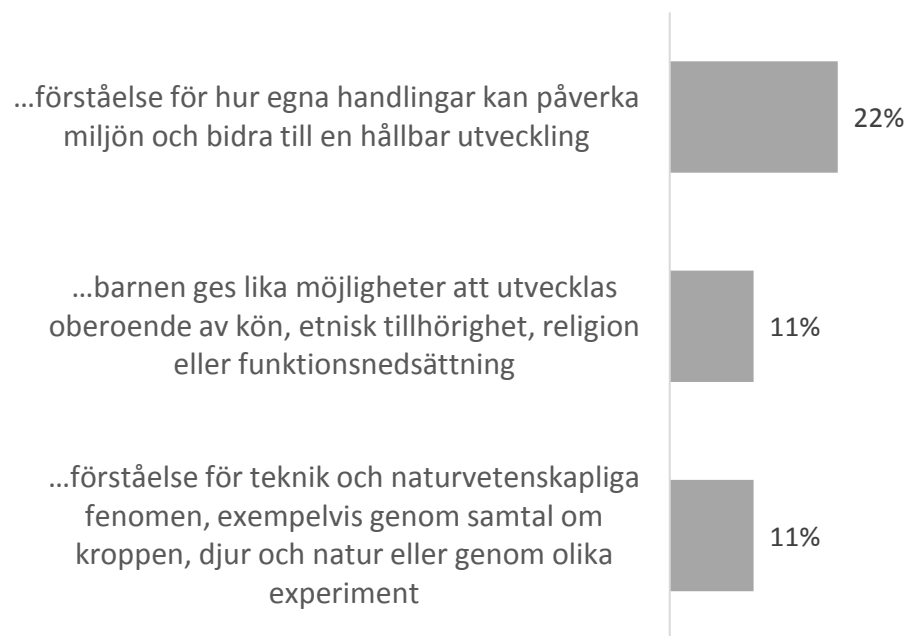 …förståelse för hur egna handlingar kan påverka
miljön och bidra till en hållbar utveckling
22%
…barnen ges lika möjligheter att utvecklas
oberoende av kön, etnisk tillhörighet, religion
eller funktionsnedsättning
11%
…förståelse för teknik och naturvetenskapliga
fenomen, exempelvis genom samtal om
kroppen, djur och natur eller genom olika
experiment
11%